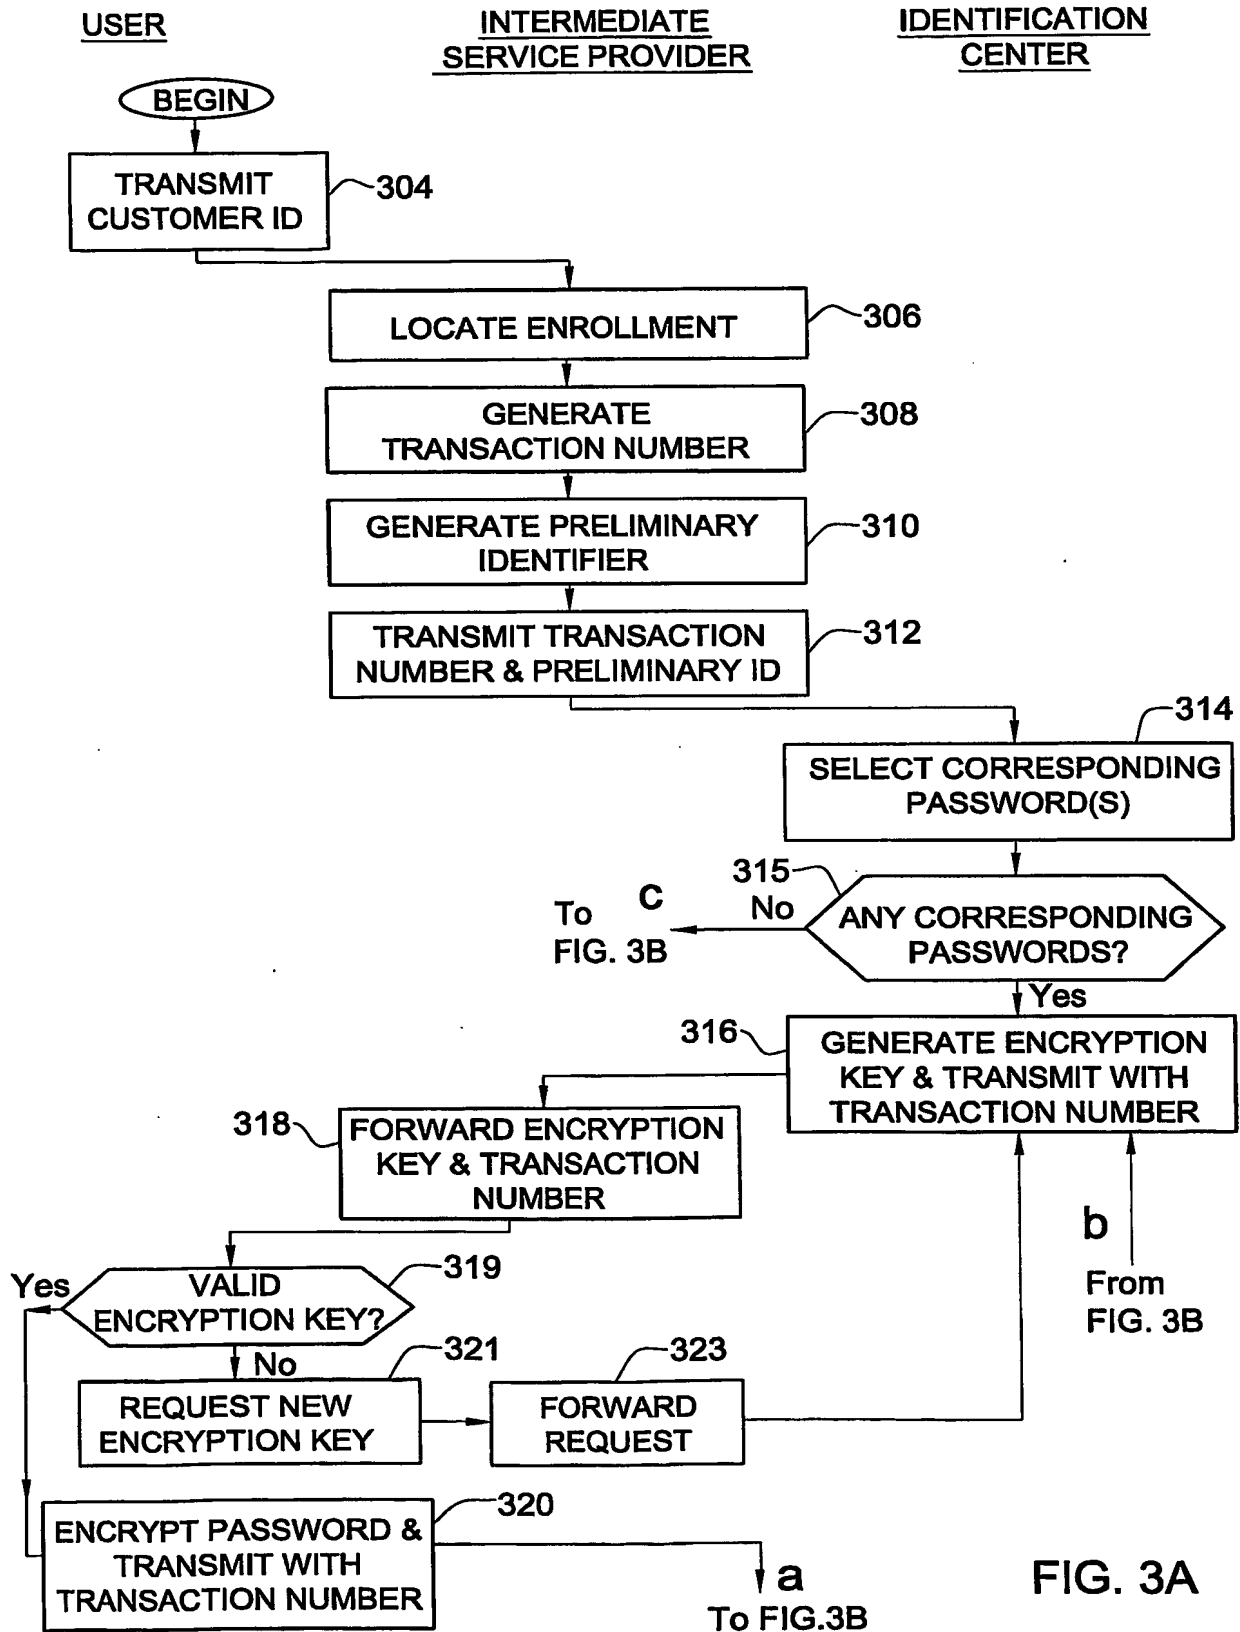 USER
INTERMEDIATE
SERVICE PROVIDER
IDENTIFICATION
CENTER
BEGIN
TRANSMIT
CUSTOMER ID
304
LOCATE ENROLLMENT
306
GENERATE
TRANSACTION NUMBER
308
GENERATE PRELIMINARY
IDENTIFIER
310
TRANSMIT TRANSACTION
NUMBER & PRELIMINARY ID
312
314
SELECT CORRESPONDING
PASSWORD(S)
315
ANY CORRESPONDING
PASSWORDS?
No
c
To
FIG. 3B
Yes
316
GENERATE ENCRYPTION
KEY & TRANSMIT WITH
TRANSACTION NUMBER
318
FORWARD ENCRYPTION
KEY & TRANSACTION
NUMBER
b
From
FIG. 3B
319
VALID
ENCRYPTION KEY?
Yes
No
321
REQUEST NEW
ENCRYPTION KEY
323
FORWARD
REQUEST
320
ENCRYPT PASSWORD &
TRANSMIT WITH
TRANSACTION NUMBER
a
To FIG.3B
FIG. 3A